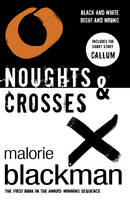 BLACK AND WHITE
RIGHT AND WRONG
INCLUDES THE
SHORT STORY
CALLUM
NOUGHTS &
CROSSES
malorie
blackman
THE FIRST BOOK IN THE AWARD-WINNING SEQUENCE